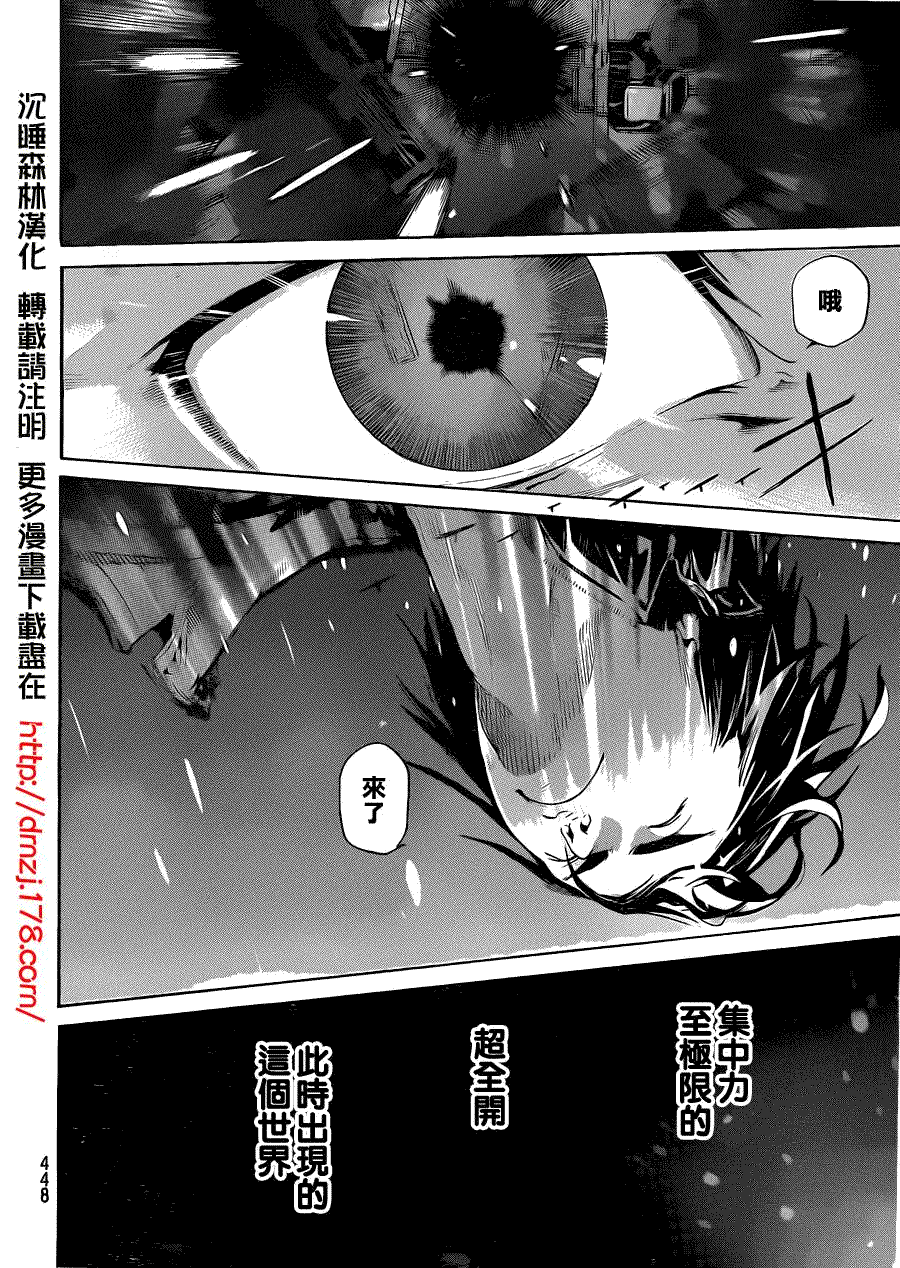 哦
來了
集中力
至極限的
超全開
此時出現的
這個世界
沉睡森林漢化 轉載請注明 更多漫畫下載盡在 http://dmzj.178.com/
448